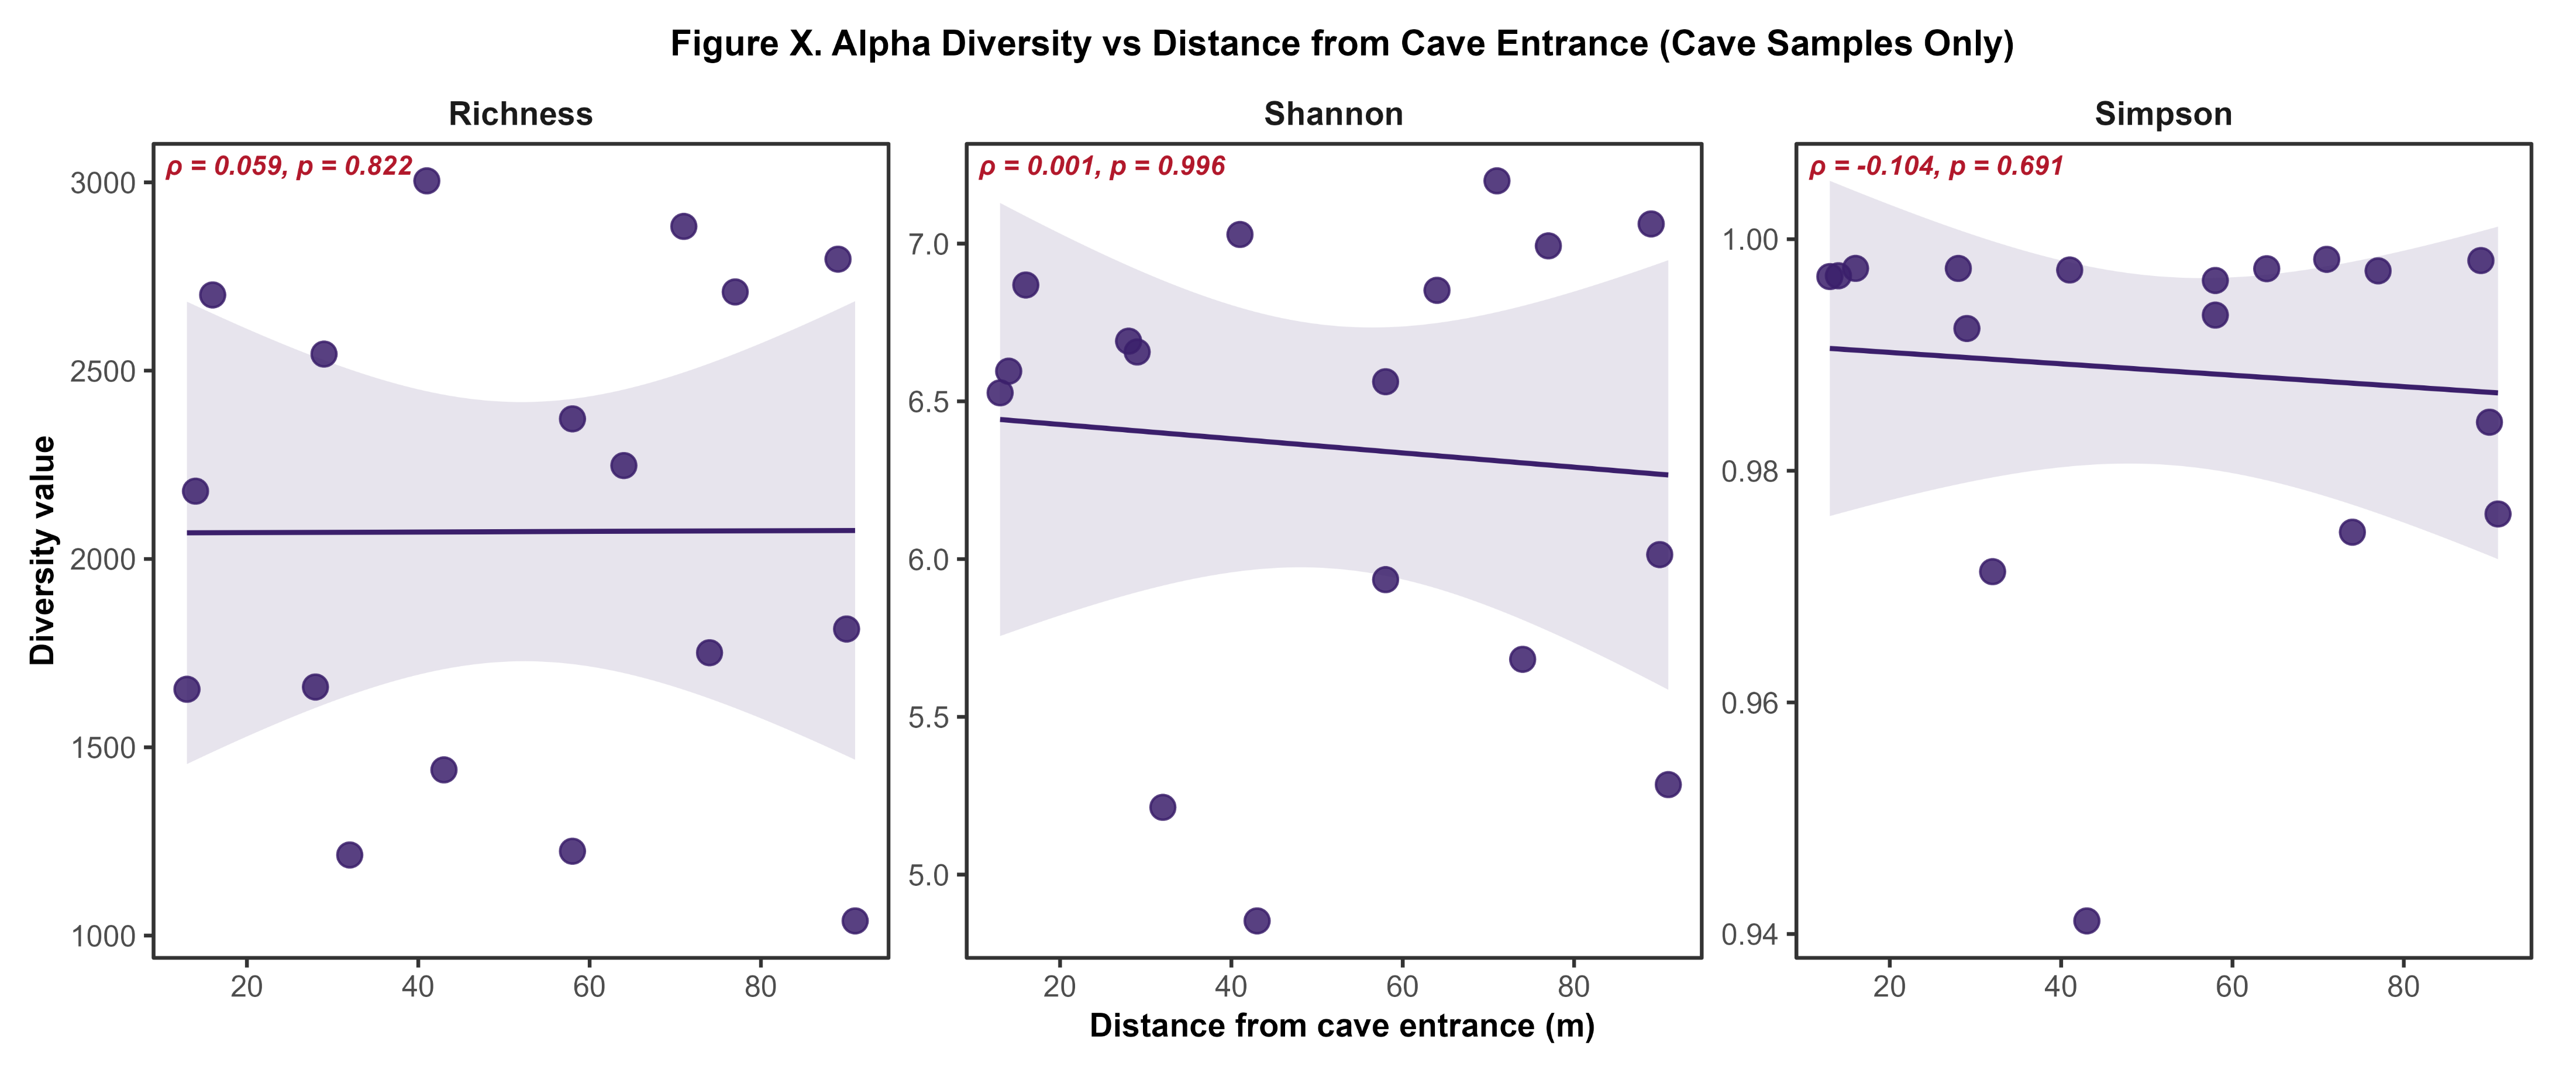 Figure X. Alpha Diversity vs Distance from Cave Entrance (Cave Samples Only)
Richness
Shannon
Simpson
ρ = 0.059, p = 0.822
ρ = 0.001, p = 0.996
ρ = -0.104, p = 0.691
Diversity value
3000
2500
2000
1500
1000
7.0
6.5
6.0
5.5
5.0
1.00
0.98
0.96
0.94
20 40 60 80
20 40 60 80
20 40 60 80
Distance from cave entrance (m)